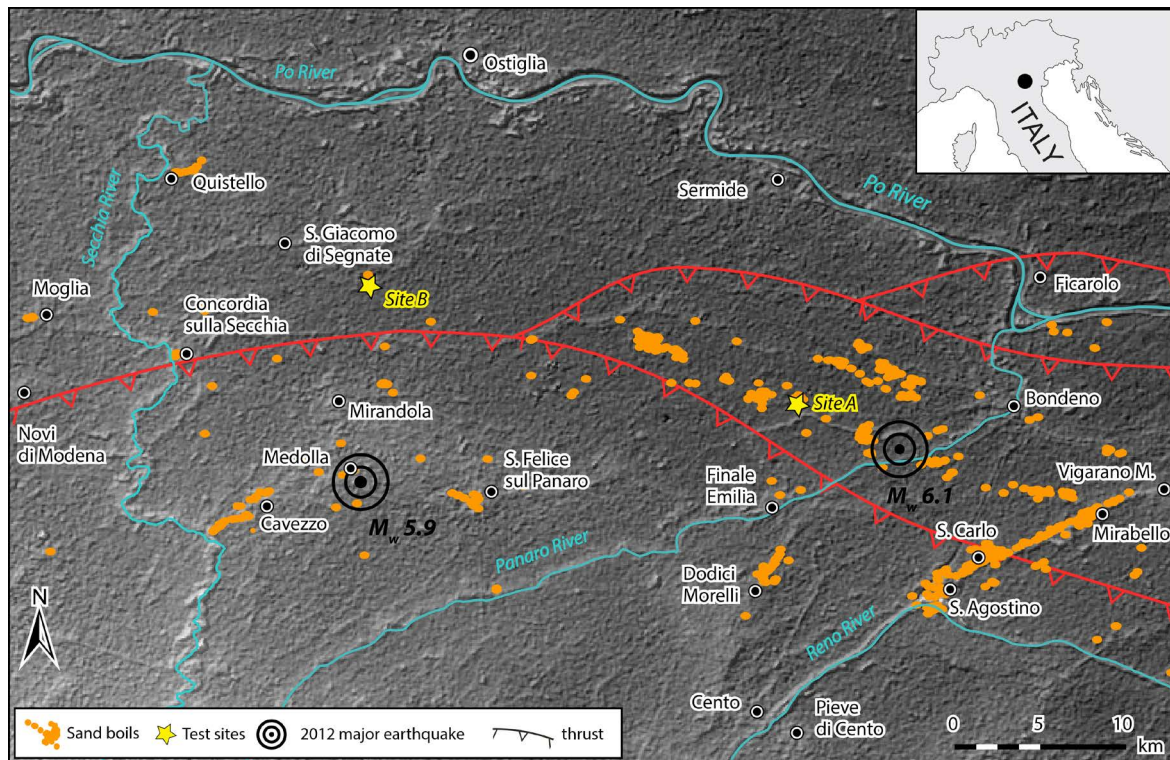 Po River
Ostiglia
ITALY
Quistello
Sermide
Po River
Secchia River
S. Giacomo
di Segnate
Moglia
Site B
Ficarolo
Concordia
sulla Secchia
Novi
di Modena
Mirandola
Site A
Bondeno
Medolla
S. Felice
sul Panaro
Finale
Emilia
Mw 6.1
Vigarano M.
Cavezzo
Mw 5.9
S. Carlo
Mirabello
Panaro River
Dodici
Morelli
S. Agostino
N
Reno River
Cento
Pieve
di Cento
0 5 10
km
Sand boils
Test sites
2012 major earthquake
thrust